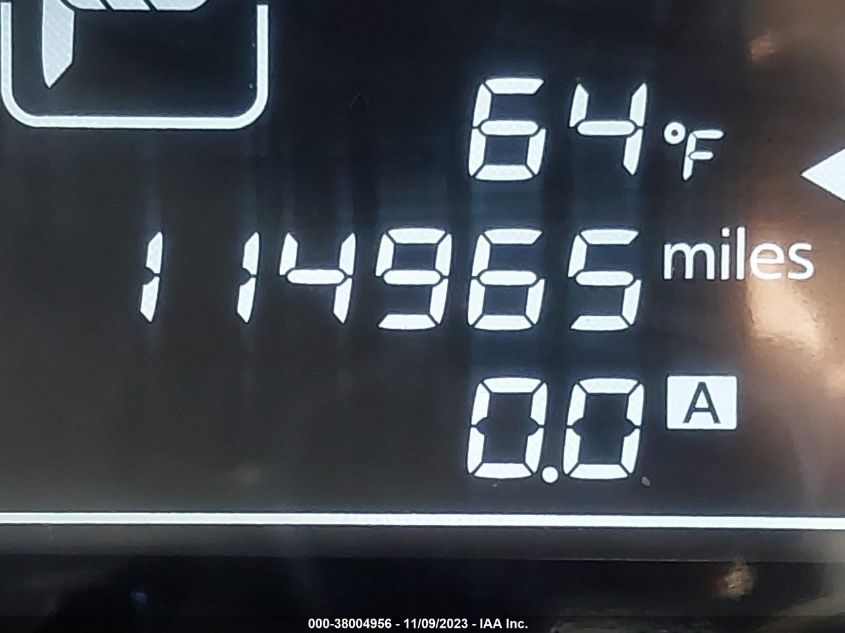 64 °F
114965 miles
0.0 A
000-38004956 - 11/09/2023 - IAA Inc.